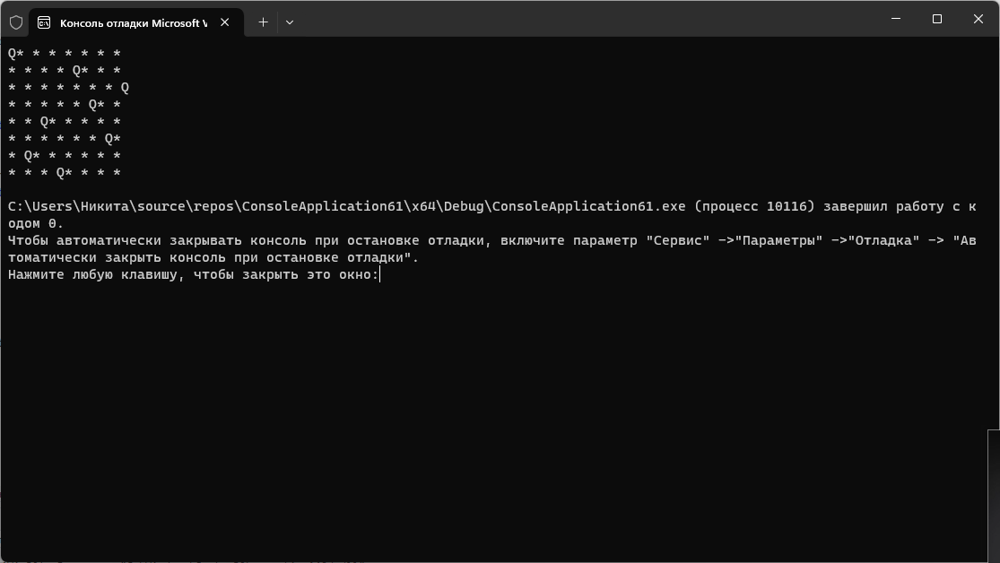 Консоль отладки Microsoft V
Q* * * * * * *
* * * * Q* * *
* * * * * * * Q
* * * * * Q* *
* * Q* * * * *
* * * * * * Q*
* Q* * * * * *
* * * Q* * * *
C:\Users\Никита\source\repos\ConsoleApplication61\x64\Debug\ConsoleApplication61.exe (процесс 10116) завершил работу с к
одом 0.
Чтобы автоматически закрывать консоль при остановке отладки, включите параметр "Сервис" ->"Параметры" ->"Отладка" -> "Ав
томатически закрыть консоль при остановке отладки".
Нажмите любую клавишу, чтобы закрыть это окно: